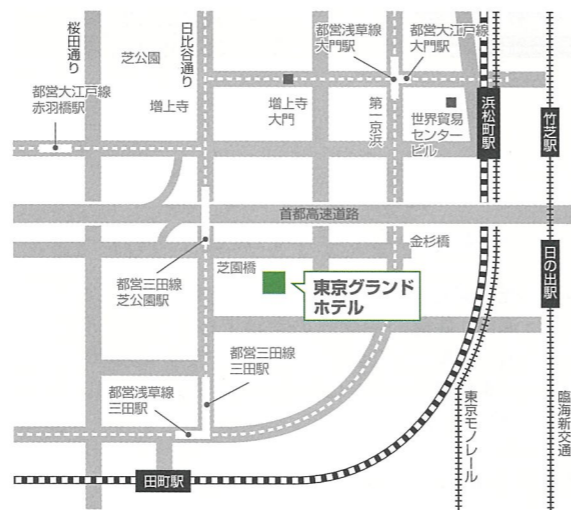 桜田通り
日比谷通り
芝公園
都営浅草線
大門駅
都営大江戸線
大門駅
都営大江戸線
赤羽橋駅
増上寺
増上寺
大門
第一京浜
世界貿易
センター
ビル
浜松町駅
竹芝駅
首都高速道路
金杉橋
芝園橋
日の出駅
都営三田線
芝公園駅
東京グランド
ホテル
都営三田線
三田駅
都営浅草線
三田駅
東京モノレール
臨海新交通
田町駅